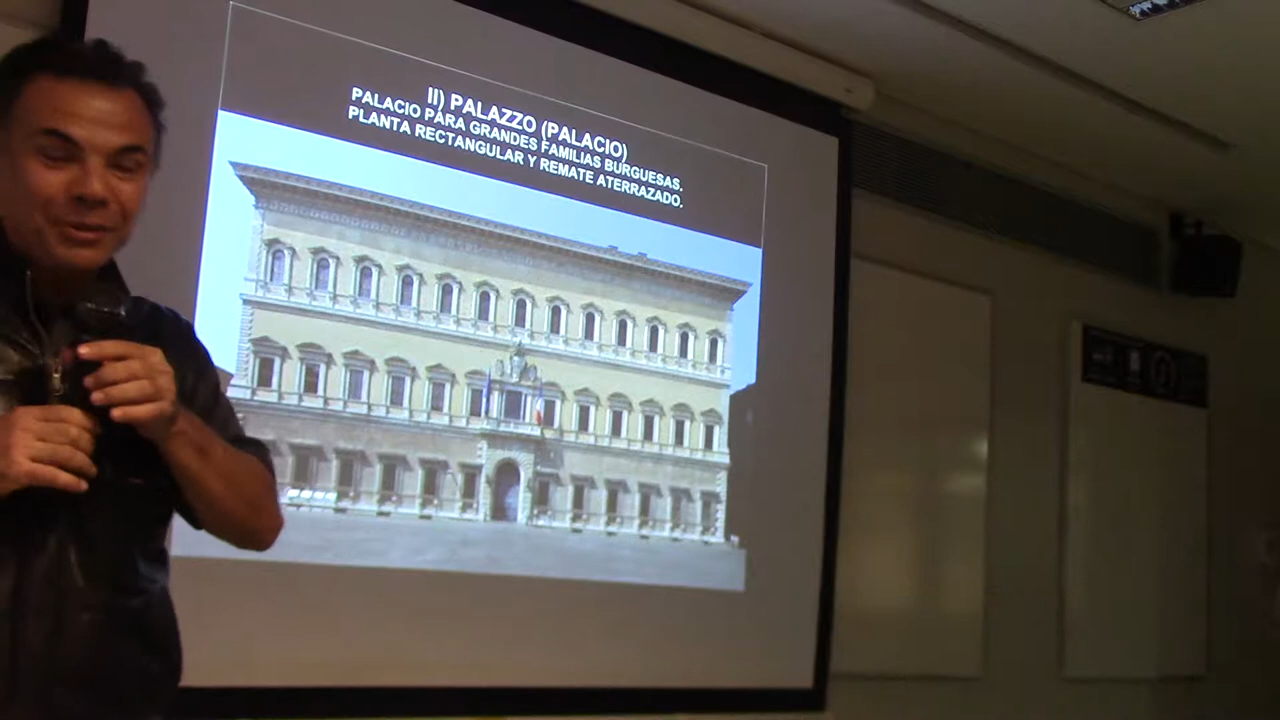 II) PALAZZO (PALACIO)
PALACIO PARA GRANDES FAMILIAS BURGUESAS.
PLANTA RECTANGULAR Y REMATE ATERRAZADO.